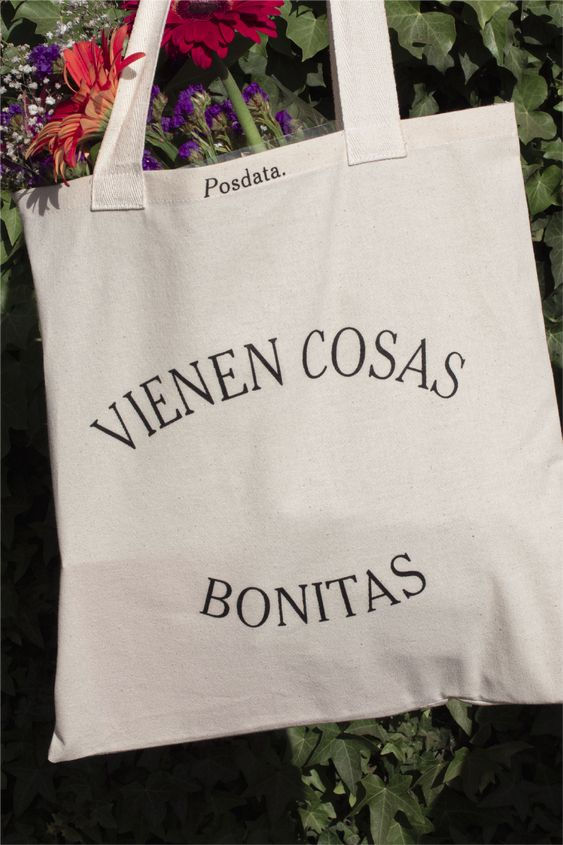 Posdata.
VIENEN COSAS
BONITAS